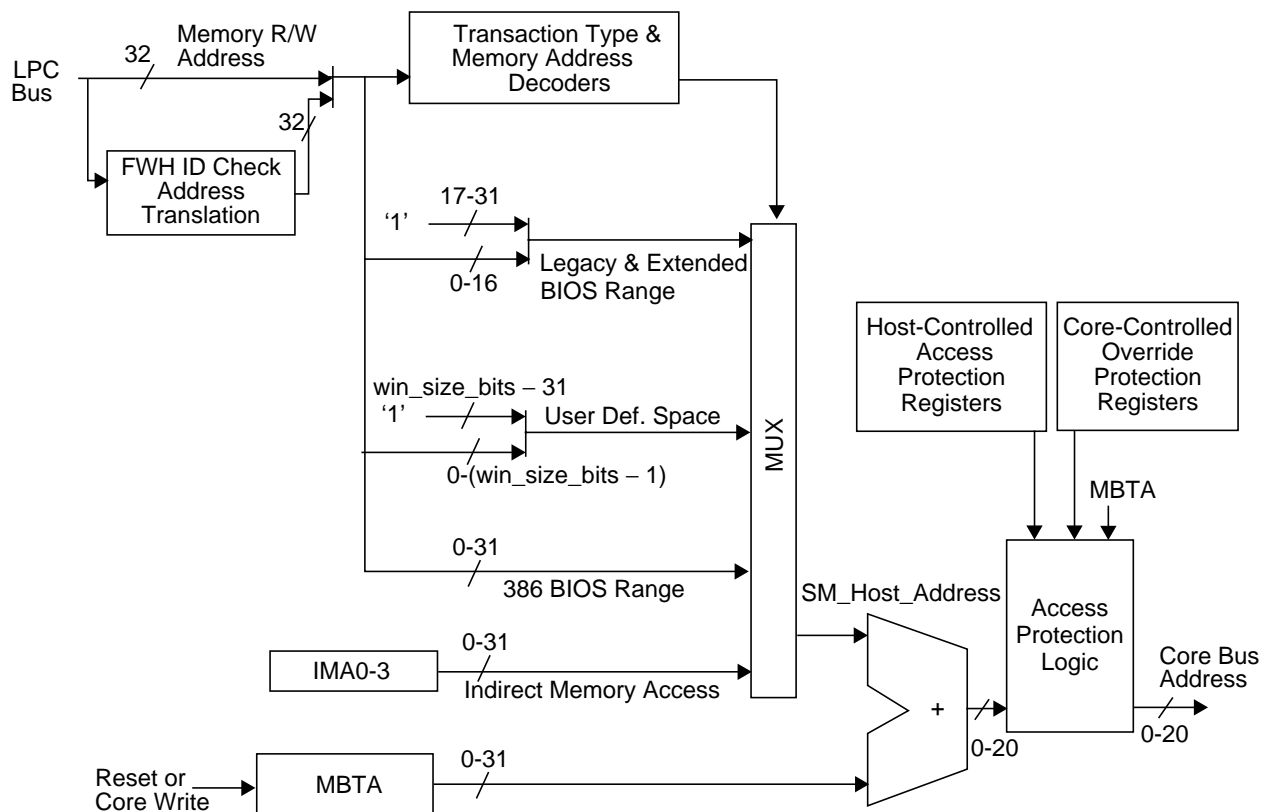 LPC
Bus
32
Memory R/W
Address
32
FWH ID Check
Address
Translation
Transaction Type &
Memory Address
Decoders
17-31
‘1’
0-16
Legacy & Extended
BIOS Range
win_size_bits – 31
‘1’
User Def. Space
0-(win_size_bits – 1)
0-31
386 BIOS Range
IMA0-3
0-31
Indirect Memory Access
MUX
SM_Host_Address
Reset or
Core Write
MBTA
0-31
+
0-20
Host-Controlled
Access
Protection
Registers
Core-Controlled
Override
Protection
Registers
MBTA
Access
Protection
Logic
Core Bus
Address
0-20